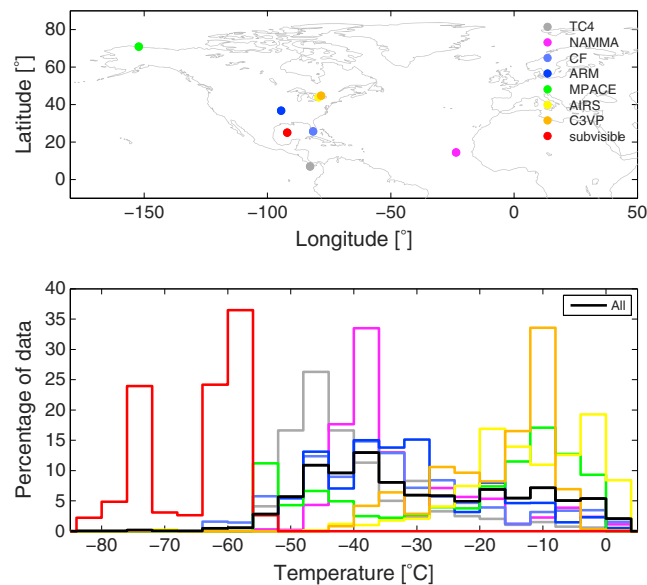 80
60
40
20
0
Latitude [°]
−150
−100
−50
0
50
Longitude [°]
TC4
NAMMA
CF
ARM
MPACE
AIRS
C3VP
subvisible
40
35
30
25
20
15
10
5
0
Percentage of data
All
−80
−70
−60
−50
−40
−30
−20
−10
0
Temperature [°C]